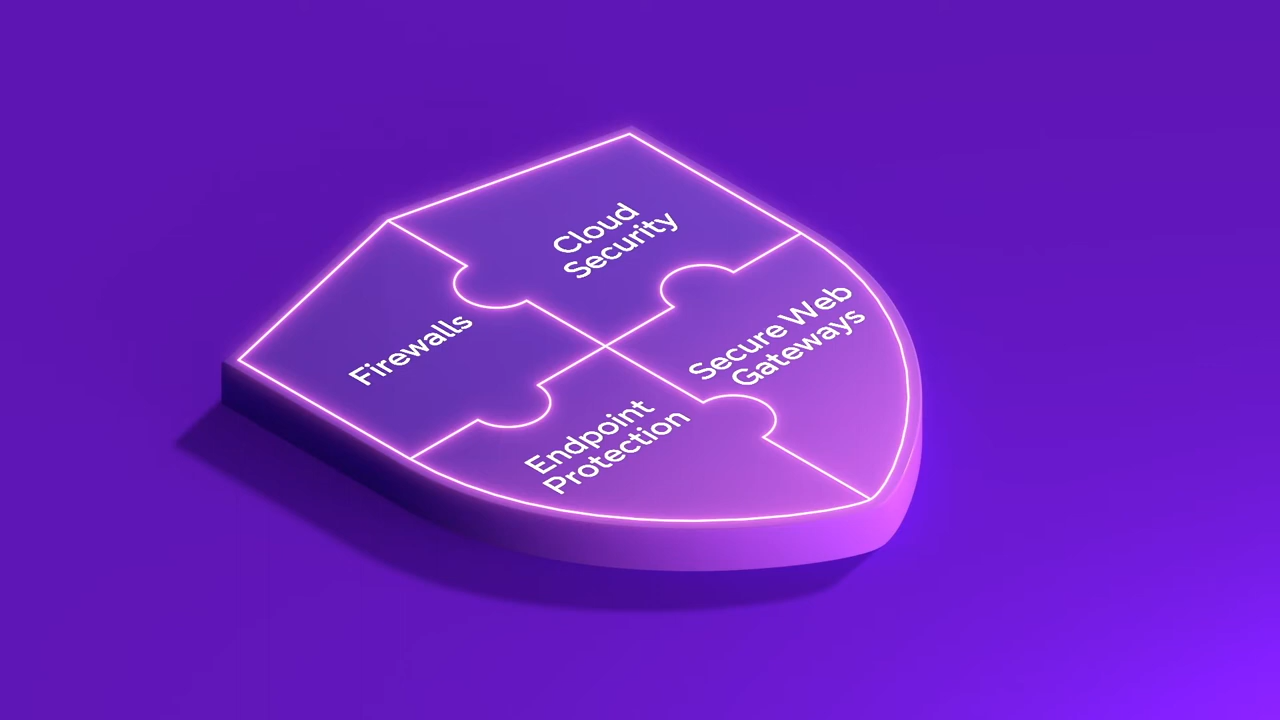 Cloud
Security
Firewalls
Secure Web
Gateways
Endpoint
Protection